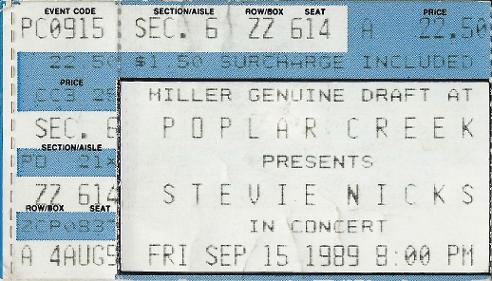 EVENT CODE SECTION/AISLE ROW/BOX SEAT PRICE
PC0915 SEC. 6 ZZ 614 A 22.50
22.50 $1.50 SURCHARGE INCLUDED
PRICE
MILLER GENUINE DRAFT AT
SEC. 6 POPLAR CREEK
SECTION/AISLE
PRESENTS
ZZ 614 STEVIE NICKS
ROW/BOX SEAT
IN CONCERT
A 4AUG9 FRI SEP 15 1989 8:00 PM